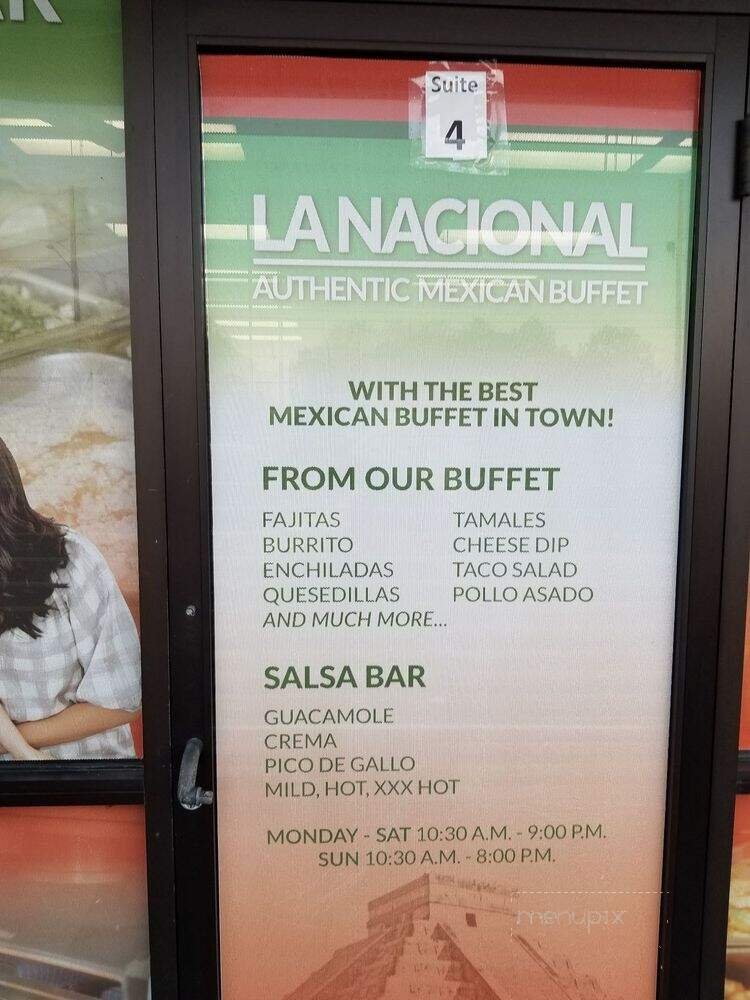 Suite
4
LA NACIONAL
AUTHENTIC MEXICAN BUFFET
WITH THE BEST
MEXICAN BUFFET IN TOWN!
FROM OUR BUFFET
FAJITAS
BURRITO
ENCHILADAS
QUESEDILLAS
AND MUCH MORE...
TAMALES
CHEESE DIP
TACO SALAD
POLLO ASADO
SALSA BAR
GUACAMOLE
CREMA
PICO DE GALLO
MILD, HOT, XXX HOT
MONDAY - SAT 10:30 A.M. - 9:00 P.M.
SUN 10:30 A.M. - 8:00 P.M.
menupix